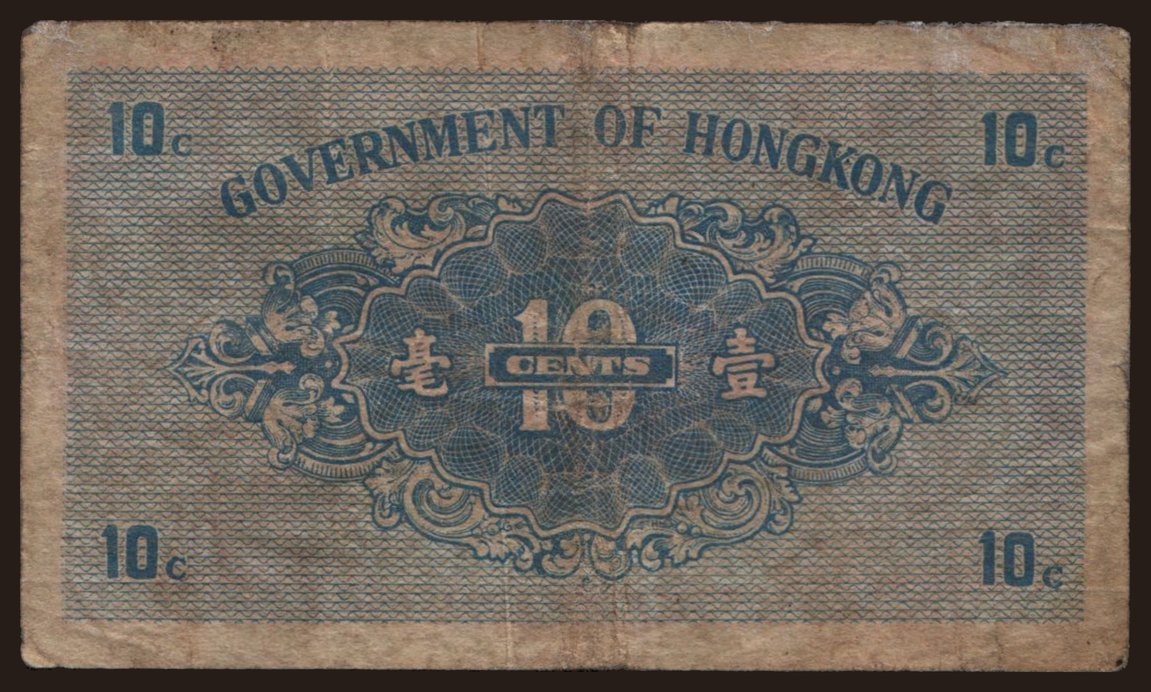 10c
10c
GOVERNMENT OF HONGKONG
10
毫
CENTS
壹
10c
10c